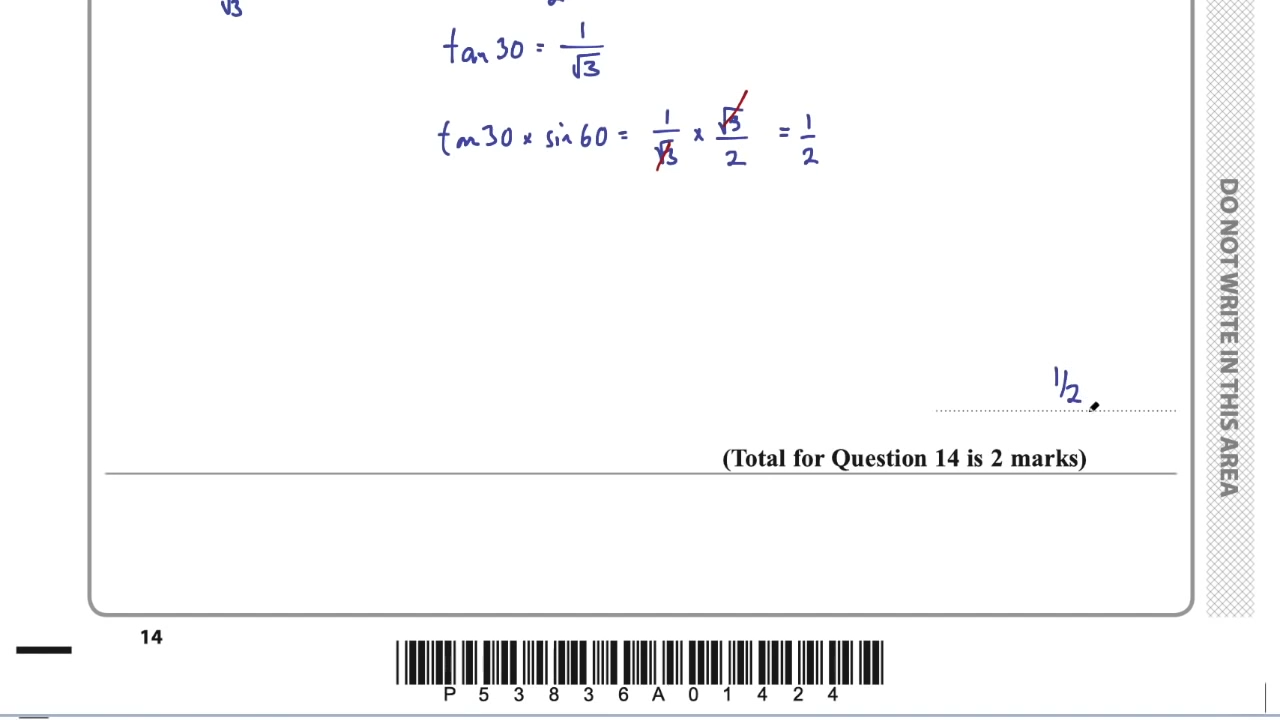 √3
tan 30 = 1/√3
tan 30 × sin 60 = 1/√3 × √3/2 = 1/2
1/2
(Total for Question 14 is 2 marks)
14
P 5 3 8 3 6 A 0 1 4 2 4
DO NOT WRITE IN THIS AREA